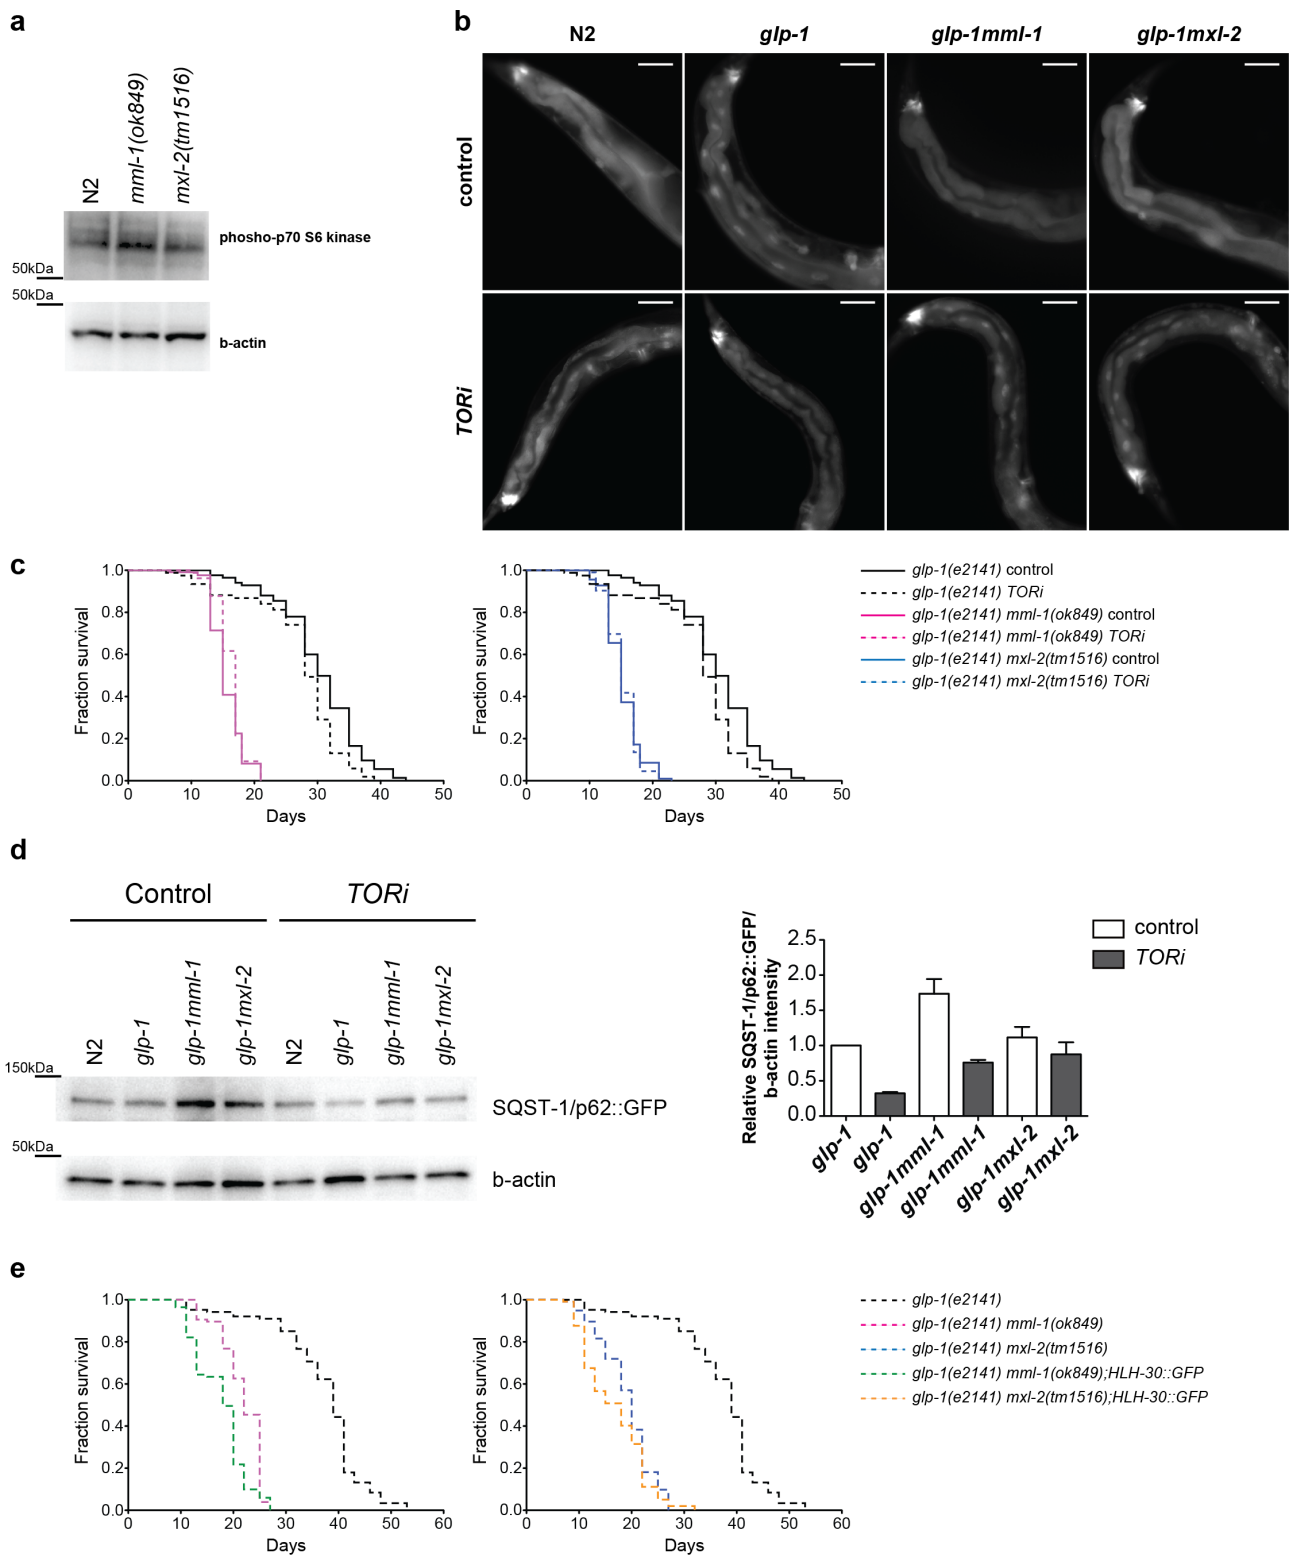 a
N2
mml-1(ok849)
mxl-2(tm1516)
phosho-p70 S6 kinase
50kDa
50kDa
b-actin
b
N2
glp-1
glp-1mml-1
glp-1mxl-2
control
TORi
c
Fraction survival
1.0
0.8
0.6
0.4
0.2
0.0
0 10 20 30 40 50
Days
Fraction survival
1.0
0.8
0.6
0.4
0.2
0.0
0 10 20 30 40 50
Days
glp-1(e2141) control
glp-1(e2141) TORi
glp-1(e2141) mml-1(ok849) control
glp-1(e2141) mml-1(ok849) TORi
glp-1(e2141) mxl-2(tm1516) control
glp-1(e2141) mxl-2(tm1516) TORi
d
Control TORi
N2
glp-1
glp-1mml-1
glp-1mxl-2
N2
glp-1
glp-1mml-1
glp-1mxl-2
150kDa
SQST-1/p62::GFP
50kDa
b-actin
Relative SQST-1/p62::GFP/
b-actin intensity
2.5
2.0
1.5
1.0
0.5
0.0
glp-1
glp-1
glp-1mml-1
glp-1mml-1
glp-1mxl-2
glp-1mxl-2
control
TORi
e
Fraction survival
1.0
0.8
0.6
0.4
0.2
0.0
0 10 20 30 40 50 60
Days
Fraction survival
1.0
0.8
0.6
0.4
0.2
0.0
0 10 20 30 40 50 60
Days
glp-1(e2141)
glp-1(e2141) mml-1(ok849)
glp-1(e2141) mxl-2(tm1516)
glp-1(e2141) mml-1(ok849);HLH-30::GFP
glp-1(e2141) mxl-2(tm1516);HLH-30::GFP